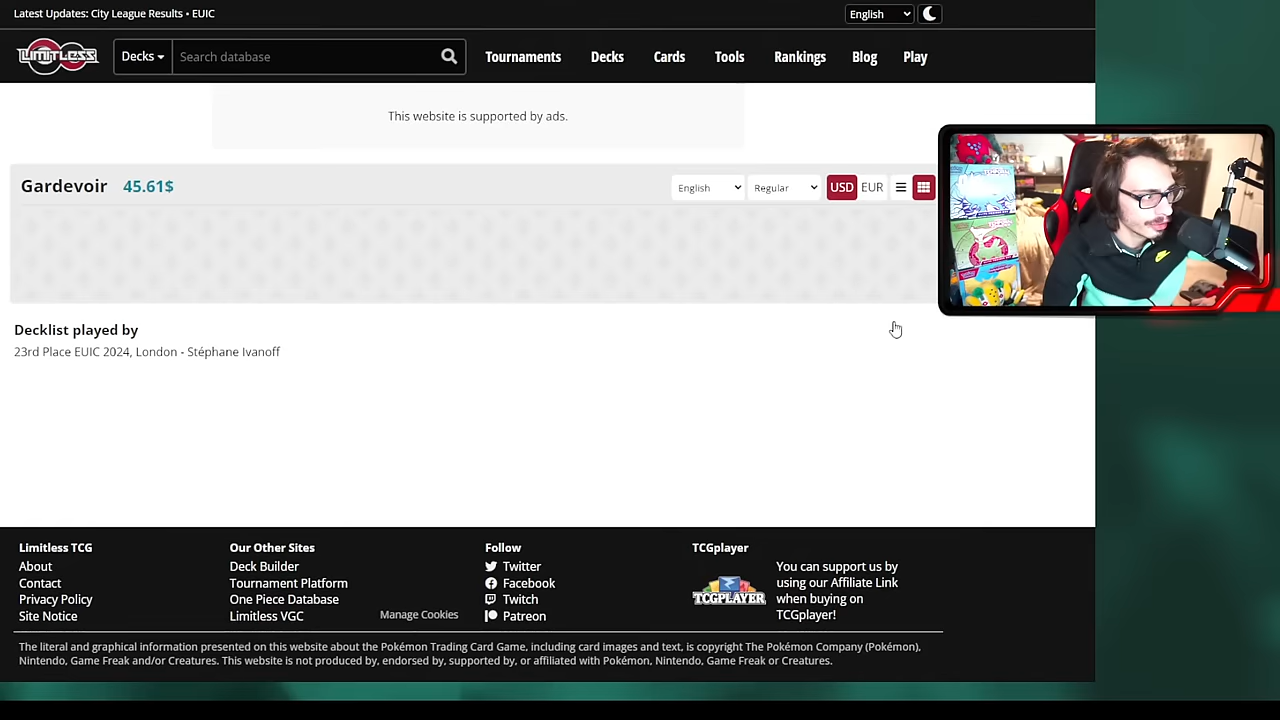 Latest Updates: City League Results • EUIC
English
LIMITLESS
Decks
Search database
Tournaments
Decks
Cards
Tools
Rankings
Blog
Play
This website is supported by ads.
Gardevoir 45.61$
English
Regular
USD
EUR
Decklist played by
23rd Place EUIC 2024, London - Stéphane Ivanoff
Limitless TCG
About
Contact
Privacy Policy
Site Notice
Our Other Sites
Deck Builder
Tournament Platform
One Piece Database
Limitless VGC
Manage Cookies
Follow
Twitter
Facebook
Twitch
Patreon
TCGplayer
TCGPLAYER
You can support us by
using our Affiliate Link
when buying on
TCGplayer!
The literal and graphical information presented on this website about the Pokémon Trading Card Game, including card images and text, is copyright The Pokémon Company (Pokémon),
Nintendo, Game Freak and/or Creatures. This website is not produced by, endorsed by, supported by, or affiliated with Pokémon, Nintendo, Game Freak or Creatures.